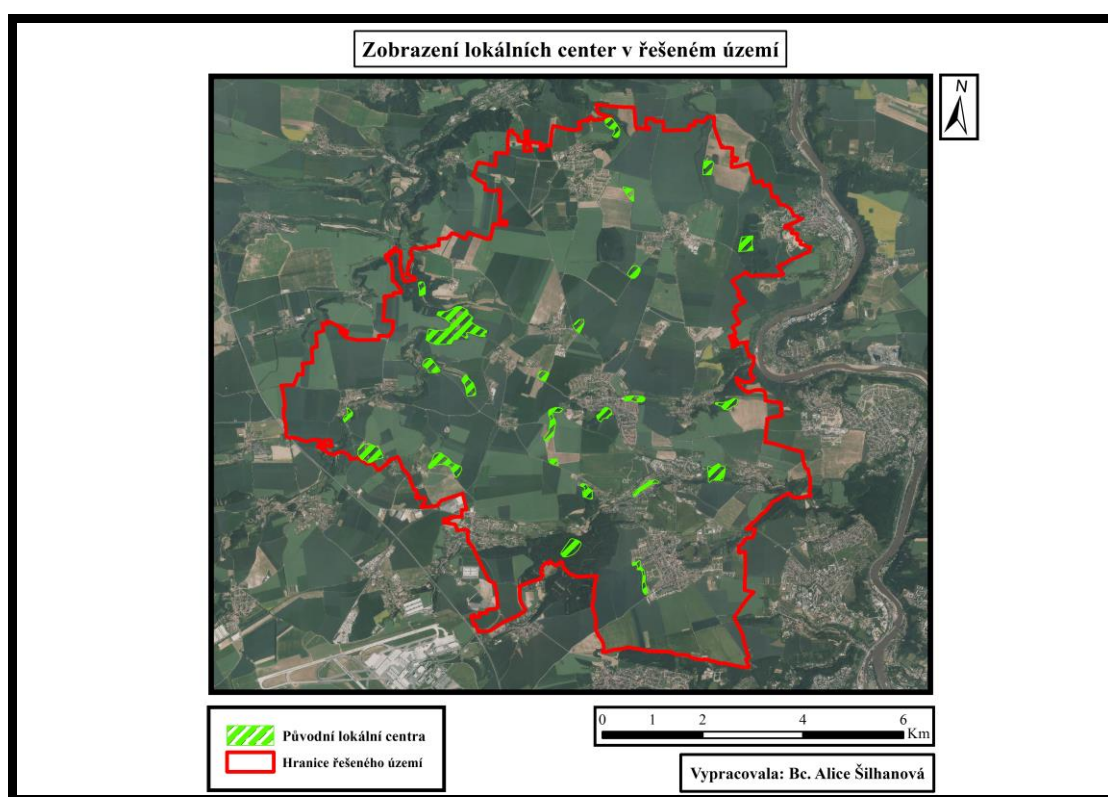 Zobrazení lokálních center v řešeném území
N
Původní lokální centra
Hranice řešeného území
0 1 2 4 6
Km
Vypracovala: Bc. Alice Šilhanová